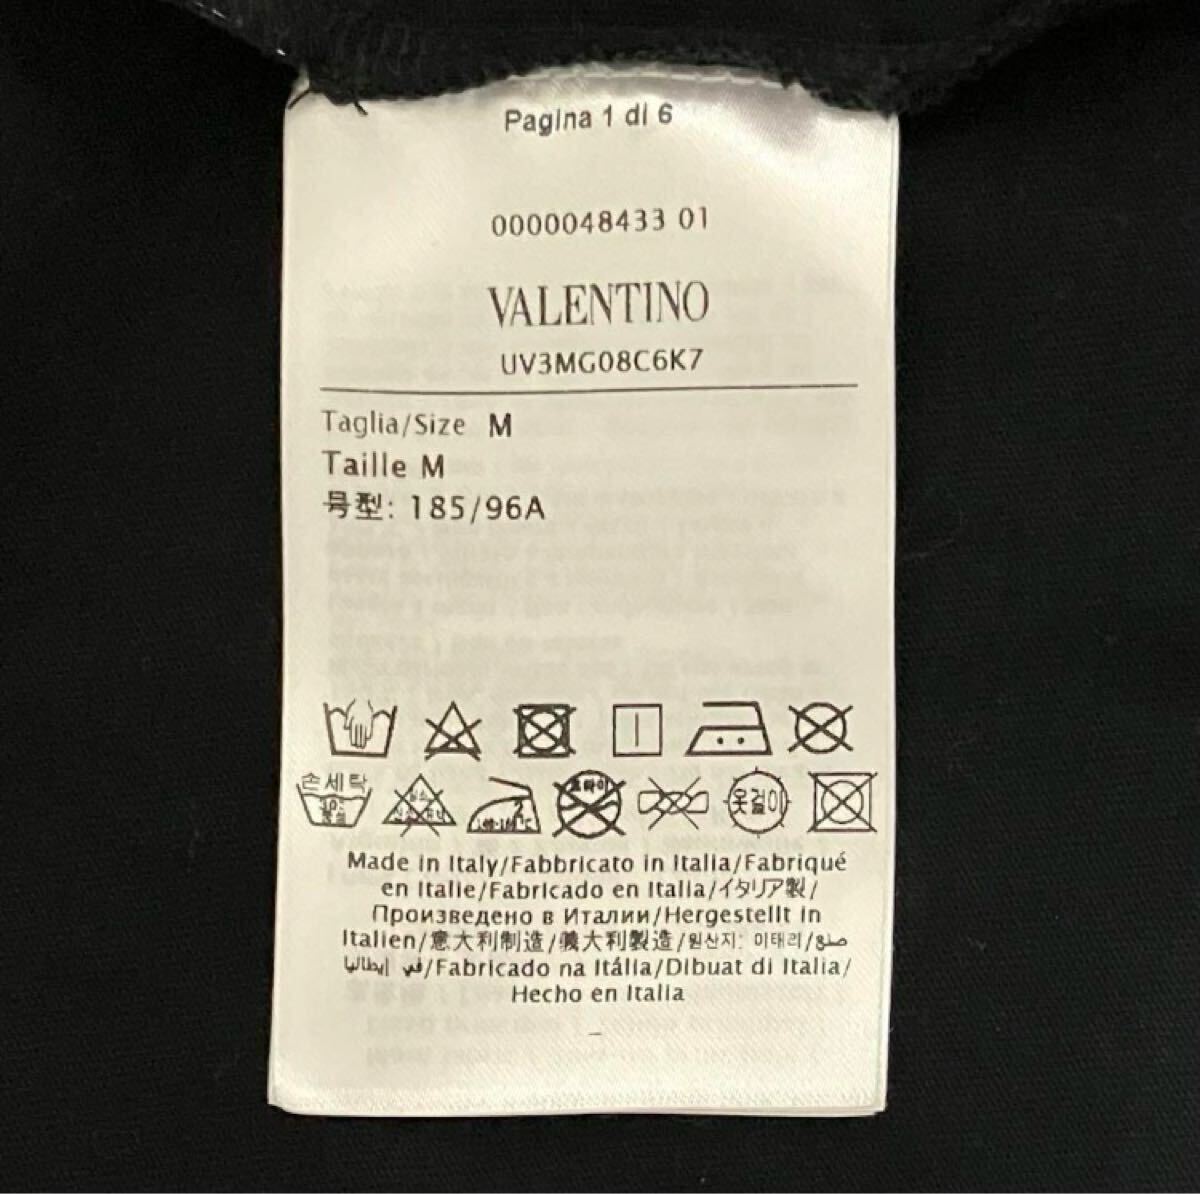 Pagina 1 di 6
0000048433 01
VALENTINO
UV3MG08C6K7
Taglia/Size M
Taille M
号型: 185/96A
손세탁
옷걸이
Made in Italy/Fabbricato in Italia/Fabriqué
en Italie/Fabricado en Italia/イタリア製/
Произведено в Италии/Hergestellt in
Italien/意大利制造/義大利製造/원산지: 이태리/صنع
في إيطاليا/Fabricado na Itália/Dibuat di Italia/
Hecho en Italia